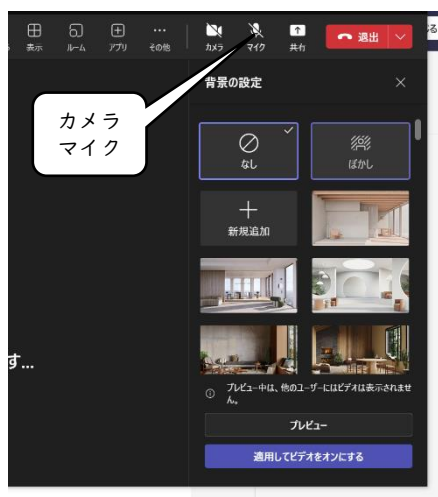 表示 ルーム アプリ その他 カメラ マイク 共有 退出
背景の設定
カメラ
マイク
なし ぼかし
新規追加
す...
プレビュー中は、他のユーザーにはビデオは表示されませ
ん。
プレビュー
適用してビデオをオンにする